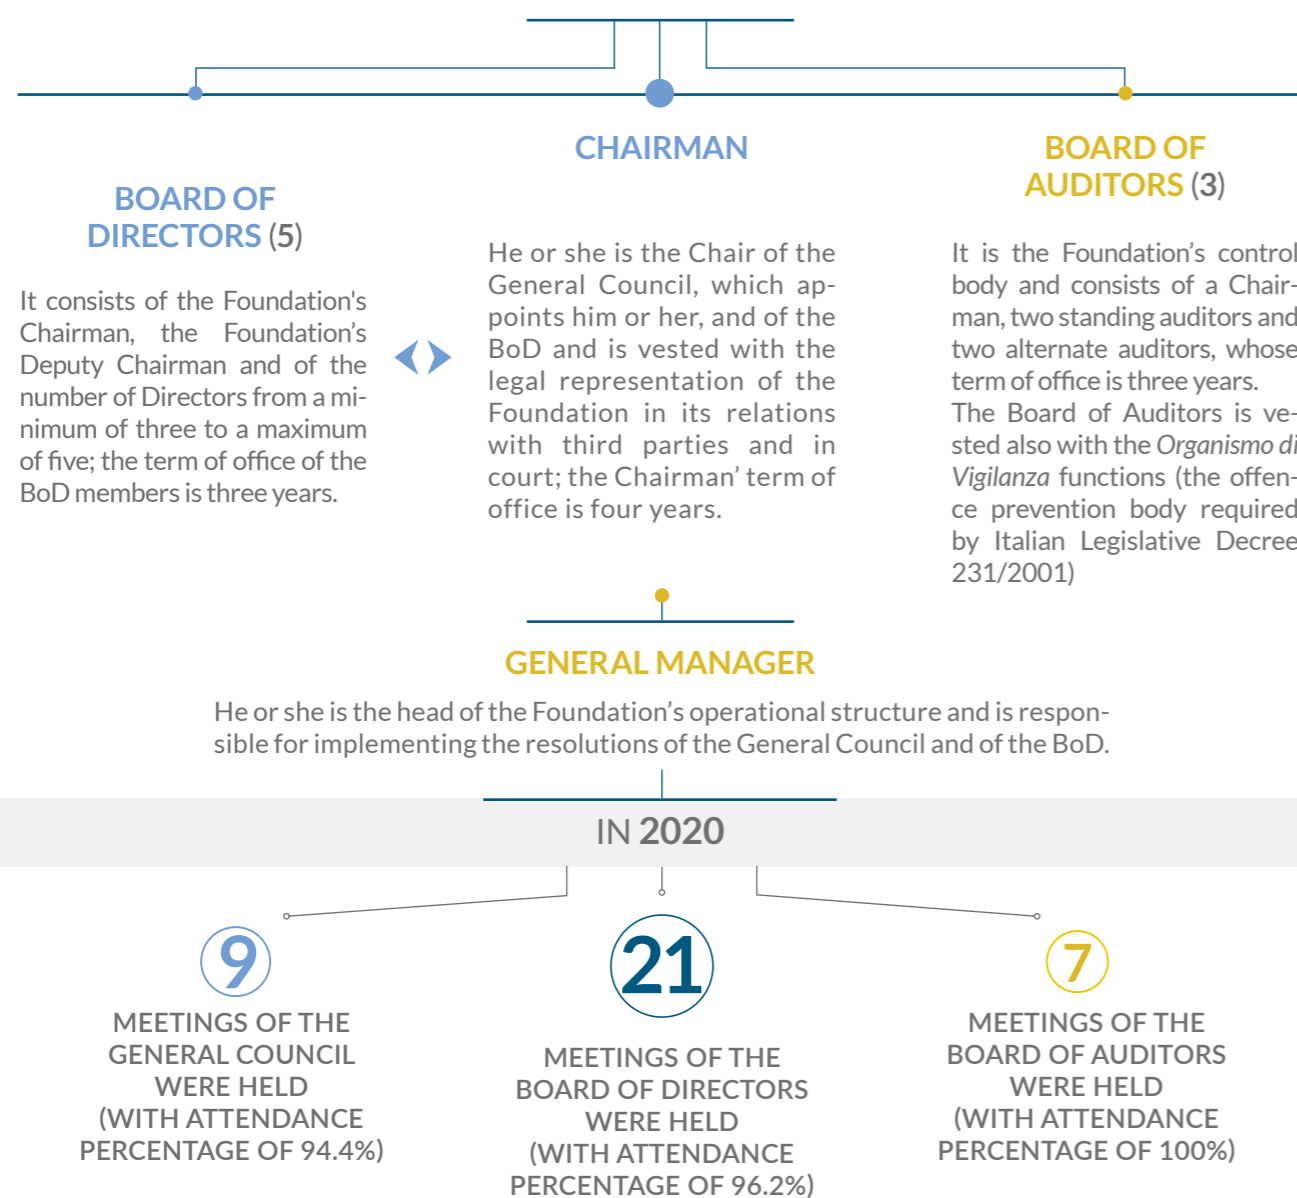 BOARD OF
DIRECTORS (5)
It consists of the Foundation's
Chairman, the Foundation’s
Deputy Chairman and of the
number of Directors from a mi-
nimum of three to a maximum
of five; the term of office of the
BoD members is three years.
CHAIRMAN
He or she is the Chair of the
General Council, which ap-
points him or her, and of the
BoD and is vested with the
legal representation of the
Foundation in its relations
with third parties and in
court; the Chairman’ term of
office is four years.
BOARD OF
AUDITORS (3)
It is the Foundation’s control
body and consists of a Chair-
man, two standing auditors and
two alternate auditors, whose
term of office is three years.
The Board of Auditors is ve-
sted also with the Organismo di
Vigilanza functions (the offen-
ce prevention body required
by Italian Legislative Decree
231/2001)
GENERAL MANAGER
He or she is the head of the Foundation’s operational structure and is respon-
sible for implementing the resolutions of the General Council and of the BoD.
IN 2020
9
MEETINGS OF THE
GENERAL COUNCIL
WERE HELD
(WITH ATTENDANCE
PERCENTAGE OF 94.4%)
21
MEETINGS OF THE
BOARD OF DIRECTORS
WERE HELD
(WITH ATTENDANCE
PERCENTAGE OF 96.2%)
7
MEETINGS OF THE
BOARD OF AUDITORS
WERE HELD
(WITH ATTENDANCE
PERCENTAGE OF 100%)